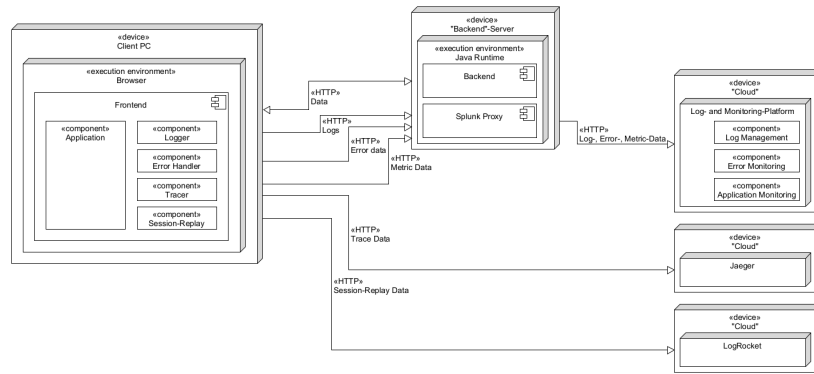 «device»
Client PC
«execution environment»
Browser
Frontend
«component»
Application
«component»
Logger
«component»
Error Handler
«component»
Tracer
«component»
Session-Replay
«HTTP»
Data
«HTTP»
Logs
«HTTP»
Error data
«HTTP»
Metric Data
«HTTP»
Trace Data
«HTTP»
Session-Replay Data
«device»
"Backend"-Server
«execution environment»
Java Runtime
Backend
Splunk Proxy
«HTTP»
Log-, Error-, Metric-Data
«device»
"Cloud"
Log- and Monitoring-Platform
«component»
Log Management
«component»
Error Monitoring
«component»
Application Monitoring
«device»
"Cloud"
Jaeger
«device»
"Cloud"
LogRocket